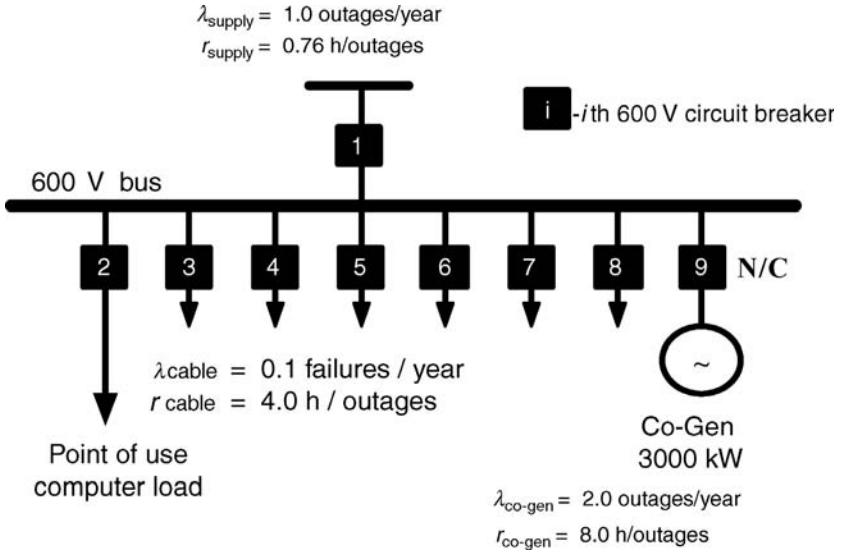 λsupply = 1.0 outages/year
rsupply = 0.76 h/outages
i -ith 600 V circuit breaker
1
600 V bus
2 3 4 5 6 7 8 9 N/C
λcable = 0.1 failures / year
r cable = 4.0 h / outages
~
Point of use
computer load
Co-Gen
3000 kW
λco-gen = 2.0 outages/year
rco-gen = 8.0 h/outages